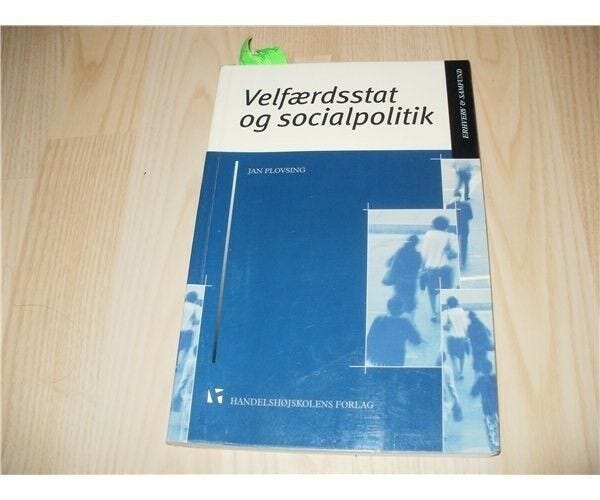 Velfærdsstat
og socialpolitik
ERHVERV & SAMFUND
JAN PLOVSING
HANDELSHØJSKOLENS FORLAG